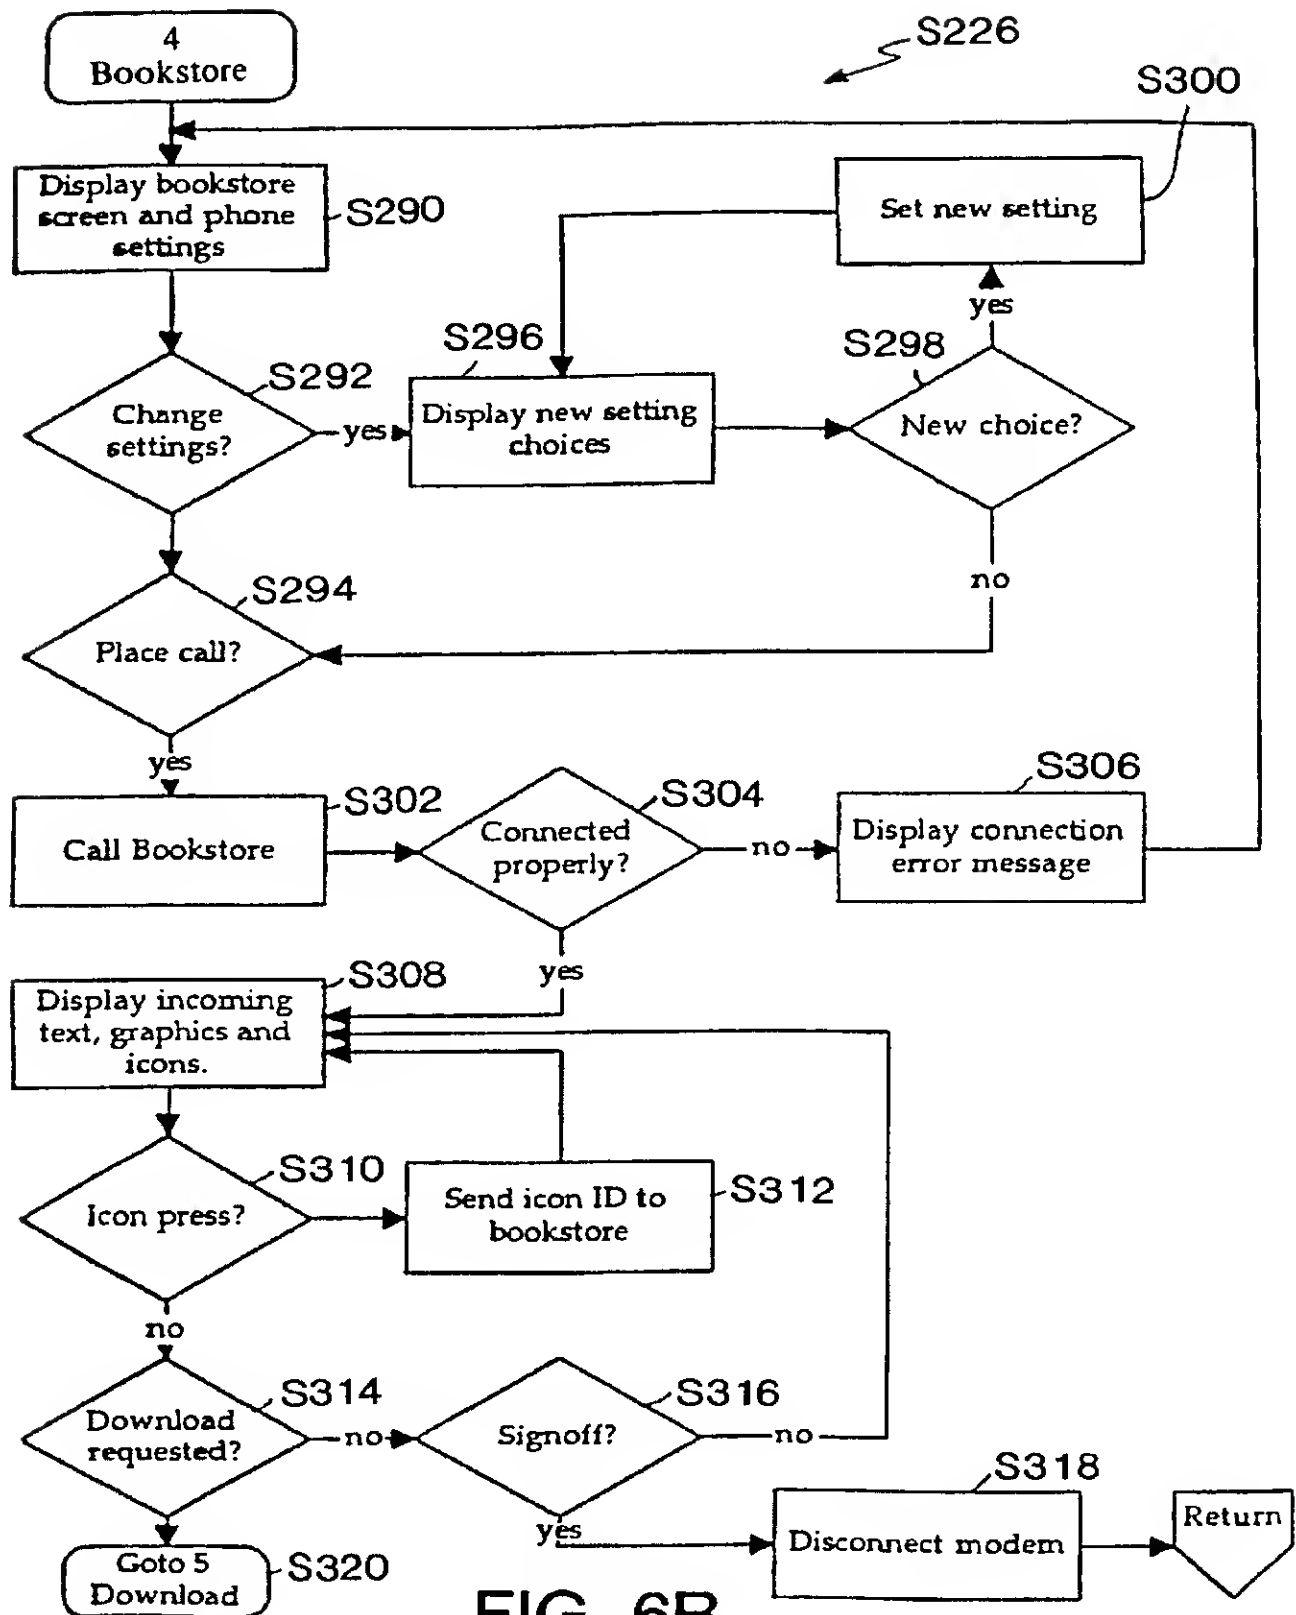 4
Bookstore
S226
S300
Display bookstore
screen and phone
settings
S290
Set new setting
yes
S296
S298
S292
Change
settings?
yes
Display new setting
choices
New choice?
no
S294
Place call?
yes
S302
Call Bookstore
S304
Connected
properly?
no
S306
Display connection
error message
yes
S308
Display incoming
text, graphics and
icons.
S310
Icon press?
Send icon ID to
bookstore
S312
no
S314
Download
requested?
no
S316
Signoff?
no
yes
S318
Disconnect modem
Return
Goto 5
Download
S320
FIG. 6B